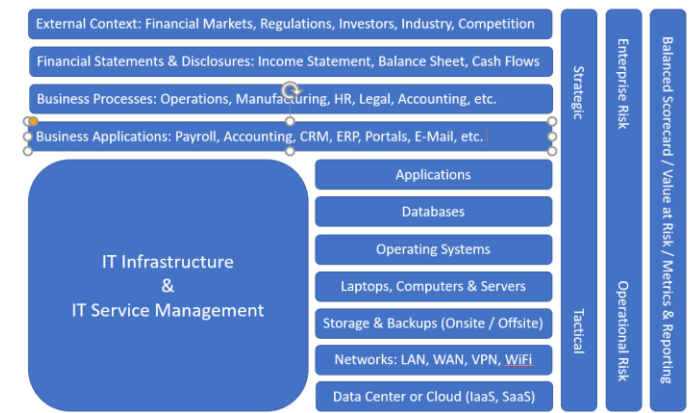 External Context: Financial Markets, Regulations, Investors, Industry, Competition
Financial Statements & Disclosures: Income Statement, Balance Sheet, Cash Flows
Business Processes: Operations, Manufacturing, HR, Legal, Accounting, etc.
Business Applications: Payroll, Accounting, CRM, ERP, Portals, E-Mail, etc.
IT Infrastructure
&
IT Service Management
Applications
Databases
Operating Systems
Laptops, Computers & Servers
Storage & Backups (Onsite / Offsite)
Networks: LAN, WAN, VPN, WiFi
Data Center or Cloud (IaaS, SaaS)
Strategic
Tactical
Enterprise Risk
Operational Risk
Balanced Scorecard / Value at Risk / Metrics & Reporting